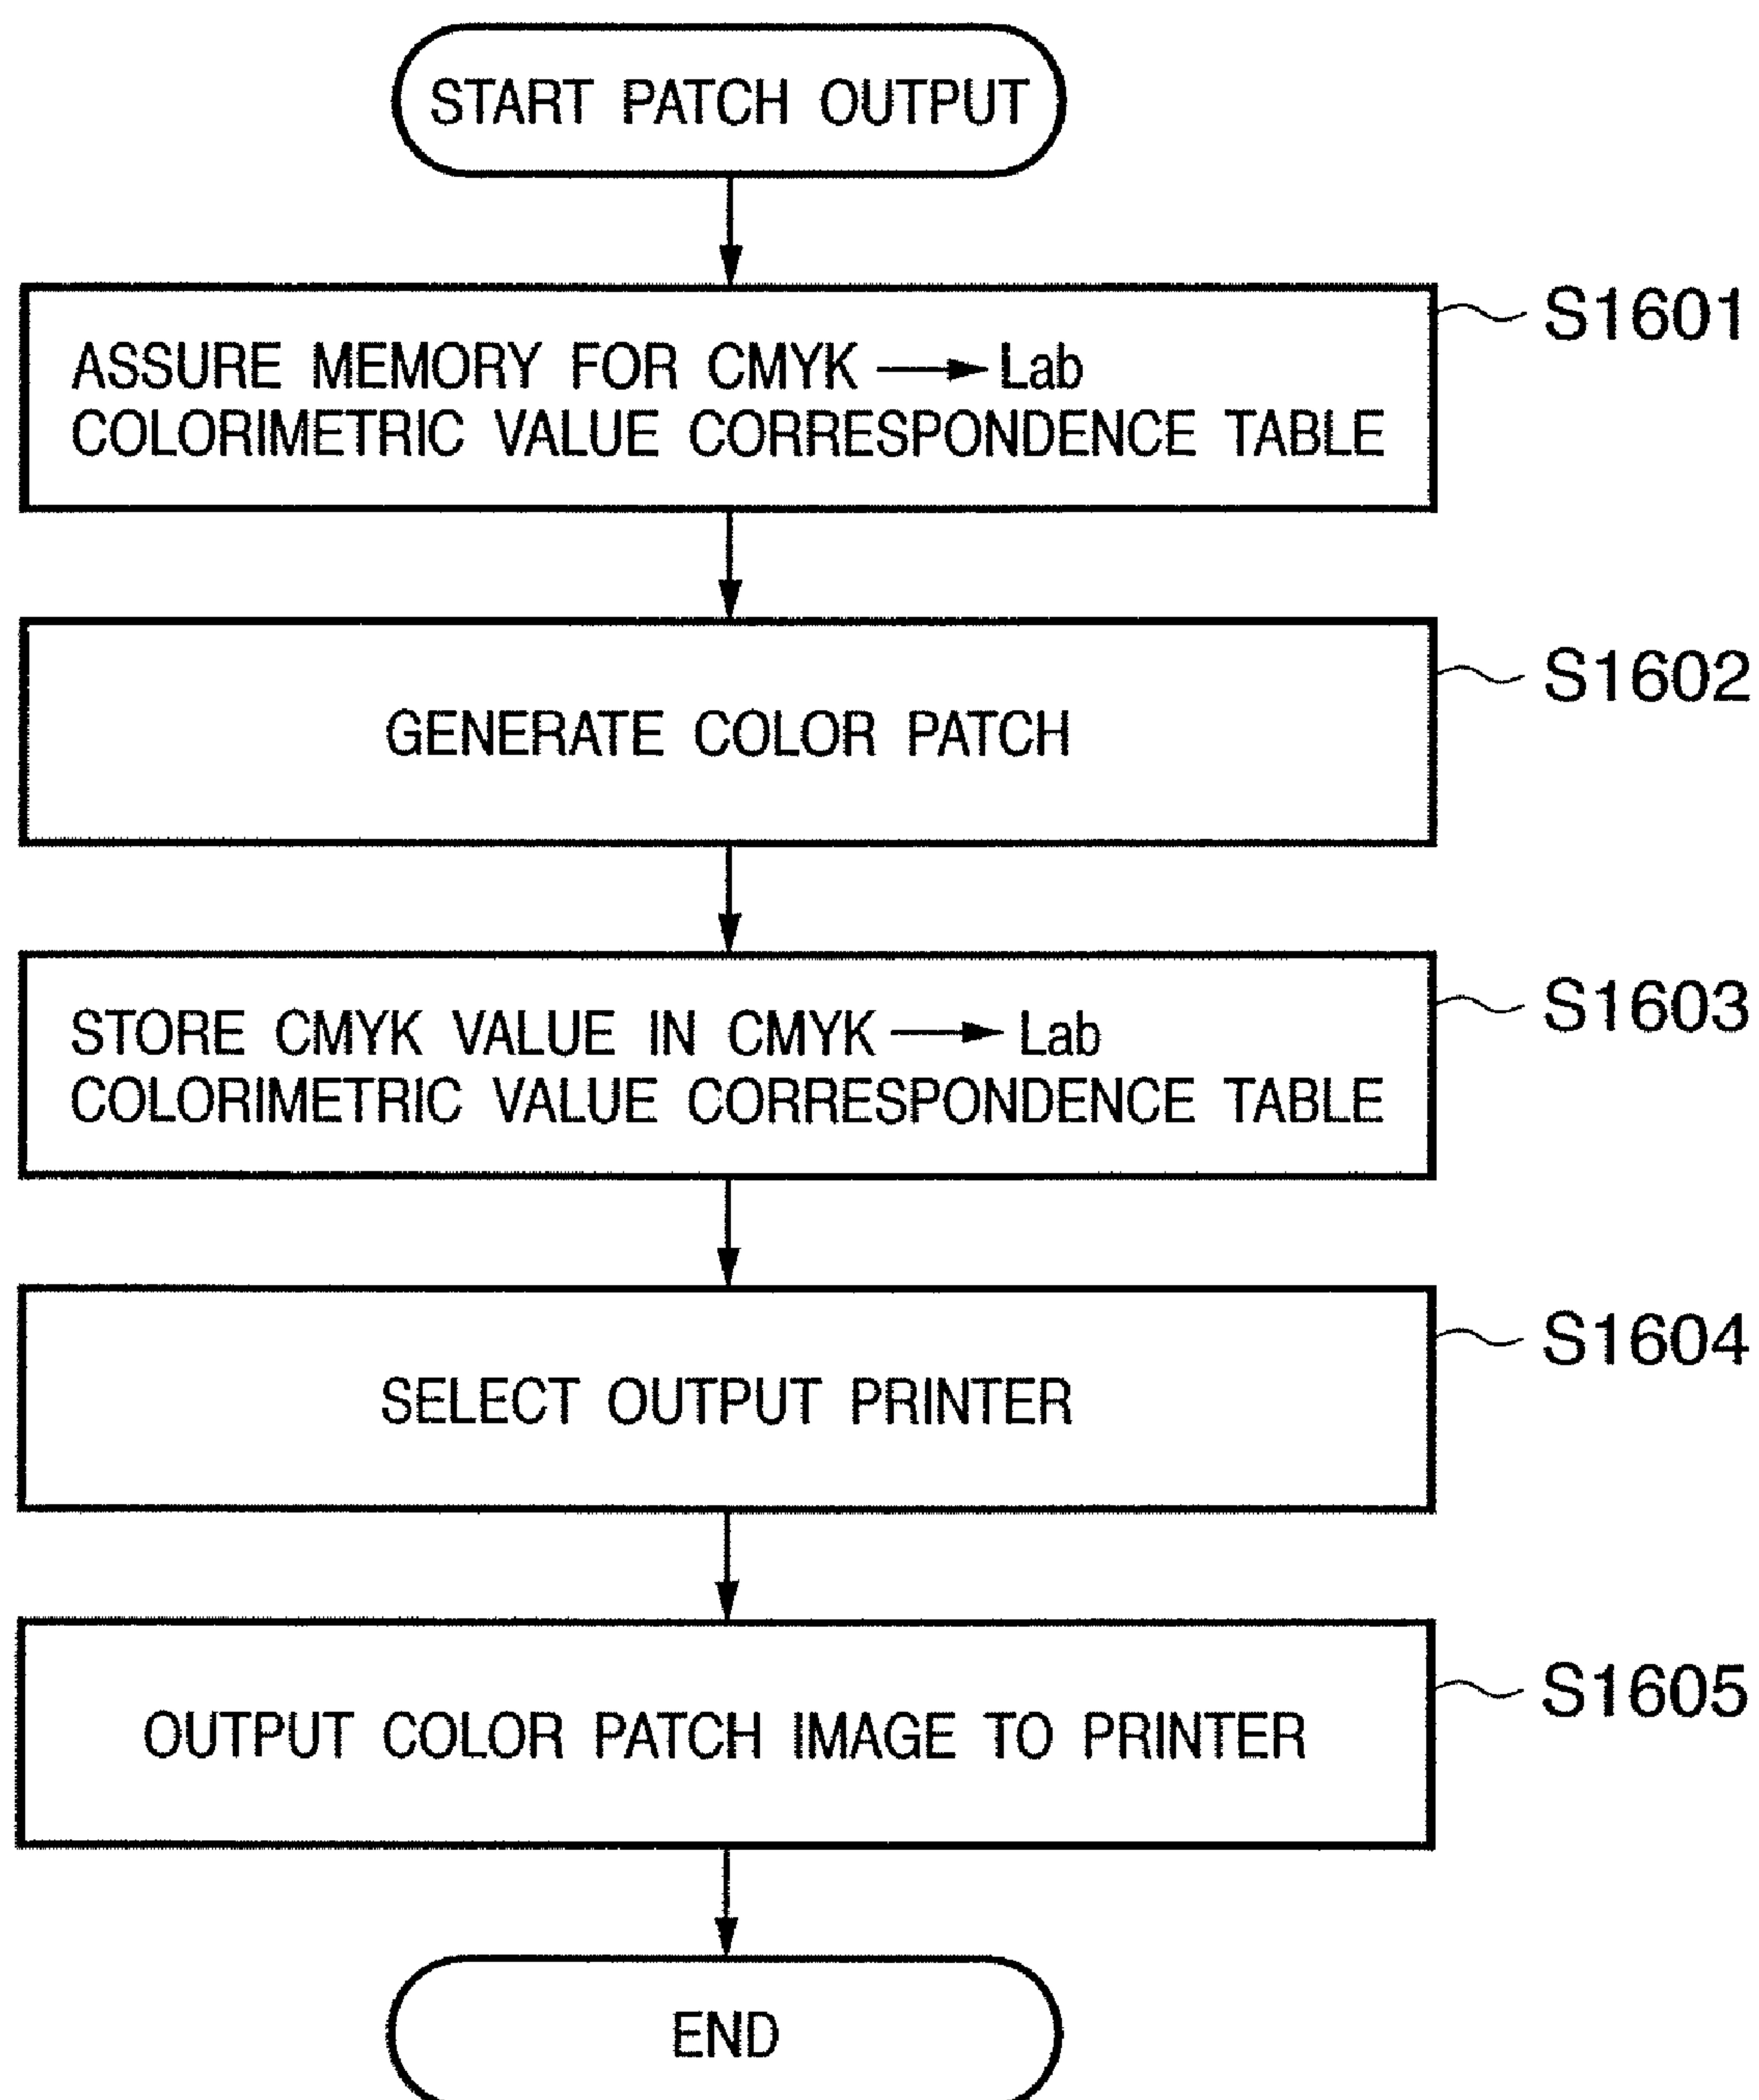 START PATCH OUTPUT
S1601
ASSURE MEMORY FOR CMYK → Lab
COLORIMETRIC VALUE CORRESPONDENCE TABLE
S1602
GENERATE COLOR PATCH
S1603
STORE CMYK VALUE IN CMYK → Lab
COLORIMETRIC VALUE CORRESPONDENCE TABLE
S1604
SELECT OUTPUT PRINTER
S1605
OUTPUT COLOR PATCH IMAGE TO PRINTER
END